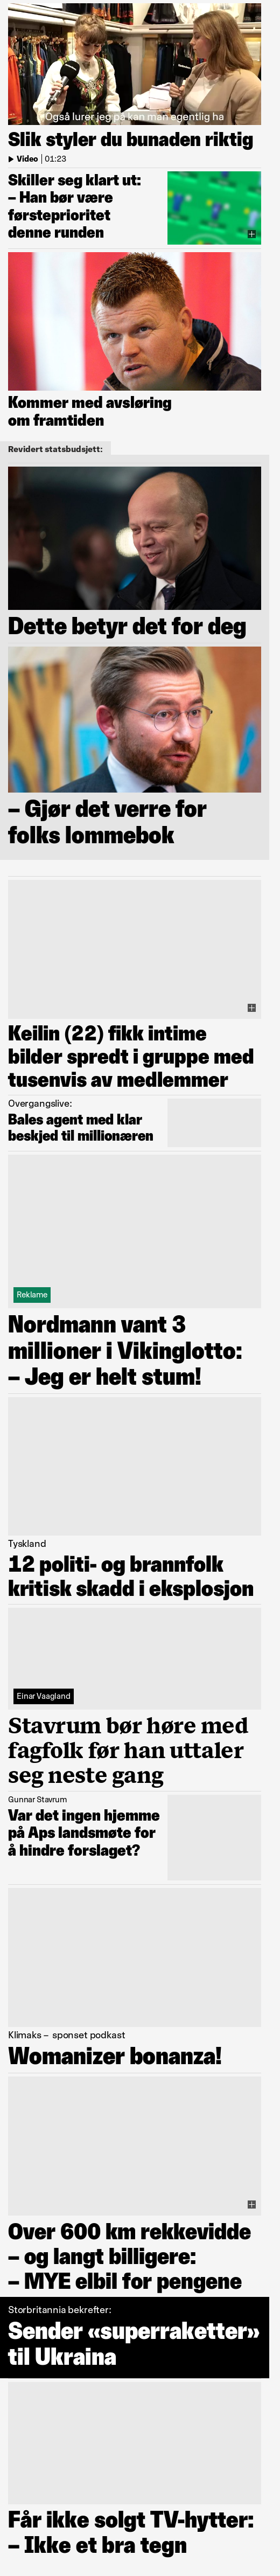 Også lurer jeg på kan man egentlig ha
Slik styler du bunaden riktig
Video | 01:23
Skiller seg klart ut:
– Han bør være
førsteprioritet
denne runden
Kommer med avsløring
om framtiden
Revidert statsbudsjett:
Dette betyr det for deg
– Gjør det verre for
folks lommebok
Keilin (22) fikk intime
bilder spredt i gruppe med
tusenvis av medlemmer
Overgangslive:
Bales agent med klar
beskjed til millionæren
Reklame
Nordmann vant 3
millioner i Vikinglotto:
– Jeg er helt stum!
Tyskland
12 politi- og brannfolk
kritisk skadd i eksplosjon
Einar Vaagland
Stavrum bør høre med
fagfolk før han uttaler
seg neste gang
Gunnar Stavrum
Var det ingen hjemme
på Aps landsmøte for
å hindre forslaget?
Klimaks – sponset podkast
Womanizer bonanza!
Over 600 km rekkevidde
– og langt billigere:
– MYE elbil for pengene
Storbritannia bekrefter:
Sender «superraketter»
til Ukraina
Får ikke solgt TV-hytter:
– Ikke et bra tegn